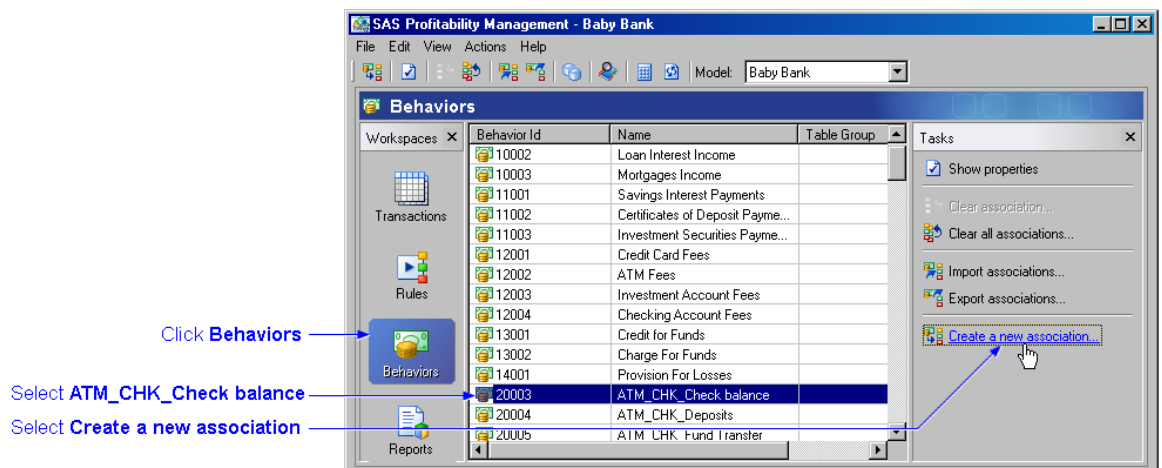 SAS Profitability Management - Baby Bank
File Edit View Actions Help
Model: Baby Bank
Behaviors
Workspaces
Transactions
Rules
Behaviors
Reports
Behavior Id Name Table Group
10002 Loan Interest Income
10003 Mortgages Income
11001 Savings Interest Payments
11002 Certificates of Deposit Payme...
11003 Investment Securities Payme...
12001 Credit Card Fees
12002 ATM Fees
12003 Investment Account Fees
12004 Checking Account Fees
13001 Credit for Funds
13002 Charge For Funds
14001 Provision For Losses
20003 ATM_CHK_Check balance
20004 ATM_CHK_Deposits
20005 ATM_CHK_Fund Transfer
Tasks
Show properties
Clear association...
Clear all associations...
Import associations...
Export associations...
Create a new association...
Click Behaviors
Select ATM_CHK_Check balance
Select Create a new association